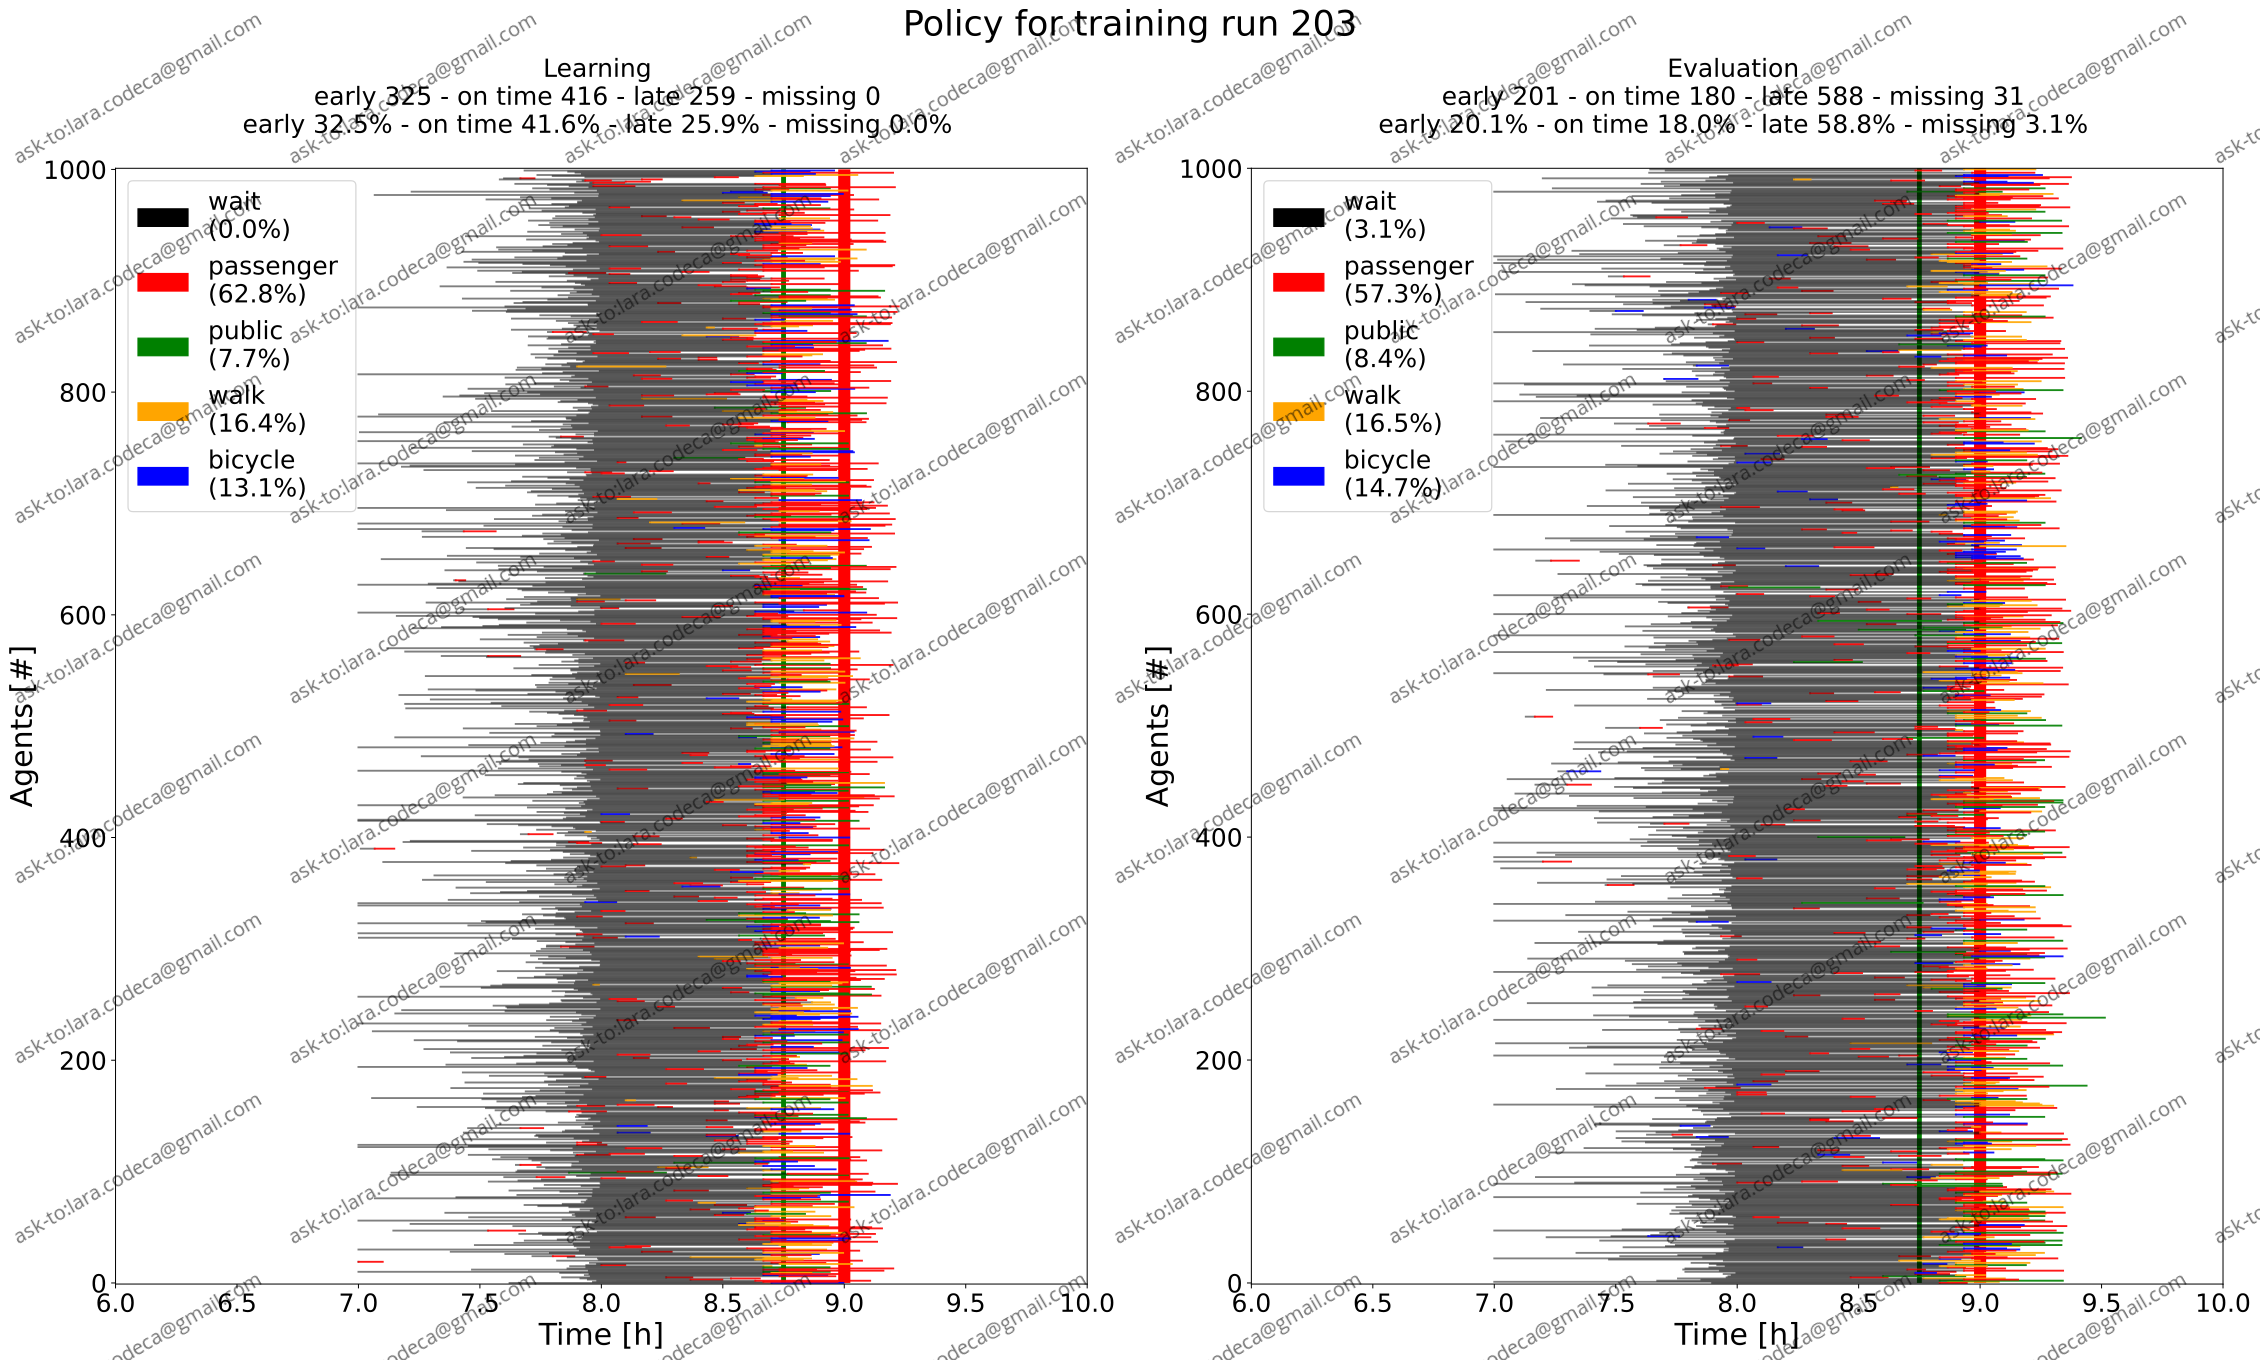 Policy for training run 203
Learning
early 325 - on time 416 - late 259 - missing 0
early 32.5% - on time 41.6% - late 25.9% - missing 0.0%
wait
(0.0%)
passenger
(62.8%)
public
(7.7%)
walk
(16.4%)
bicycle
(13.1%)
1000
800
600
400
200
0
Agents [#]
6.0 6.5 7.0 7.5 8.0 8.5 9.0 9.5 10.0
Time [h]
Evaluation
early 201 - on time 180 - late 588 - missing 31
early 20.1% - on time 18.0% - late 58.8% - missing 3.1%
wait
(3.1%)
passenger
(57.3%)
public
(8.4%)
walk
(16.5%)
bicycle
(14.7%)
1000
800
600
400
200
0
Agents [#]
6.0 6.5 7.0 7.5 8.0 8.5 9.0 9.5 10.0
Time [h]
ask-to:lara.codeca@gmail.com